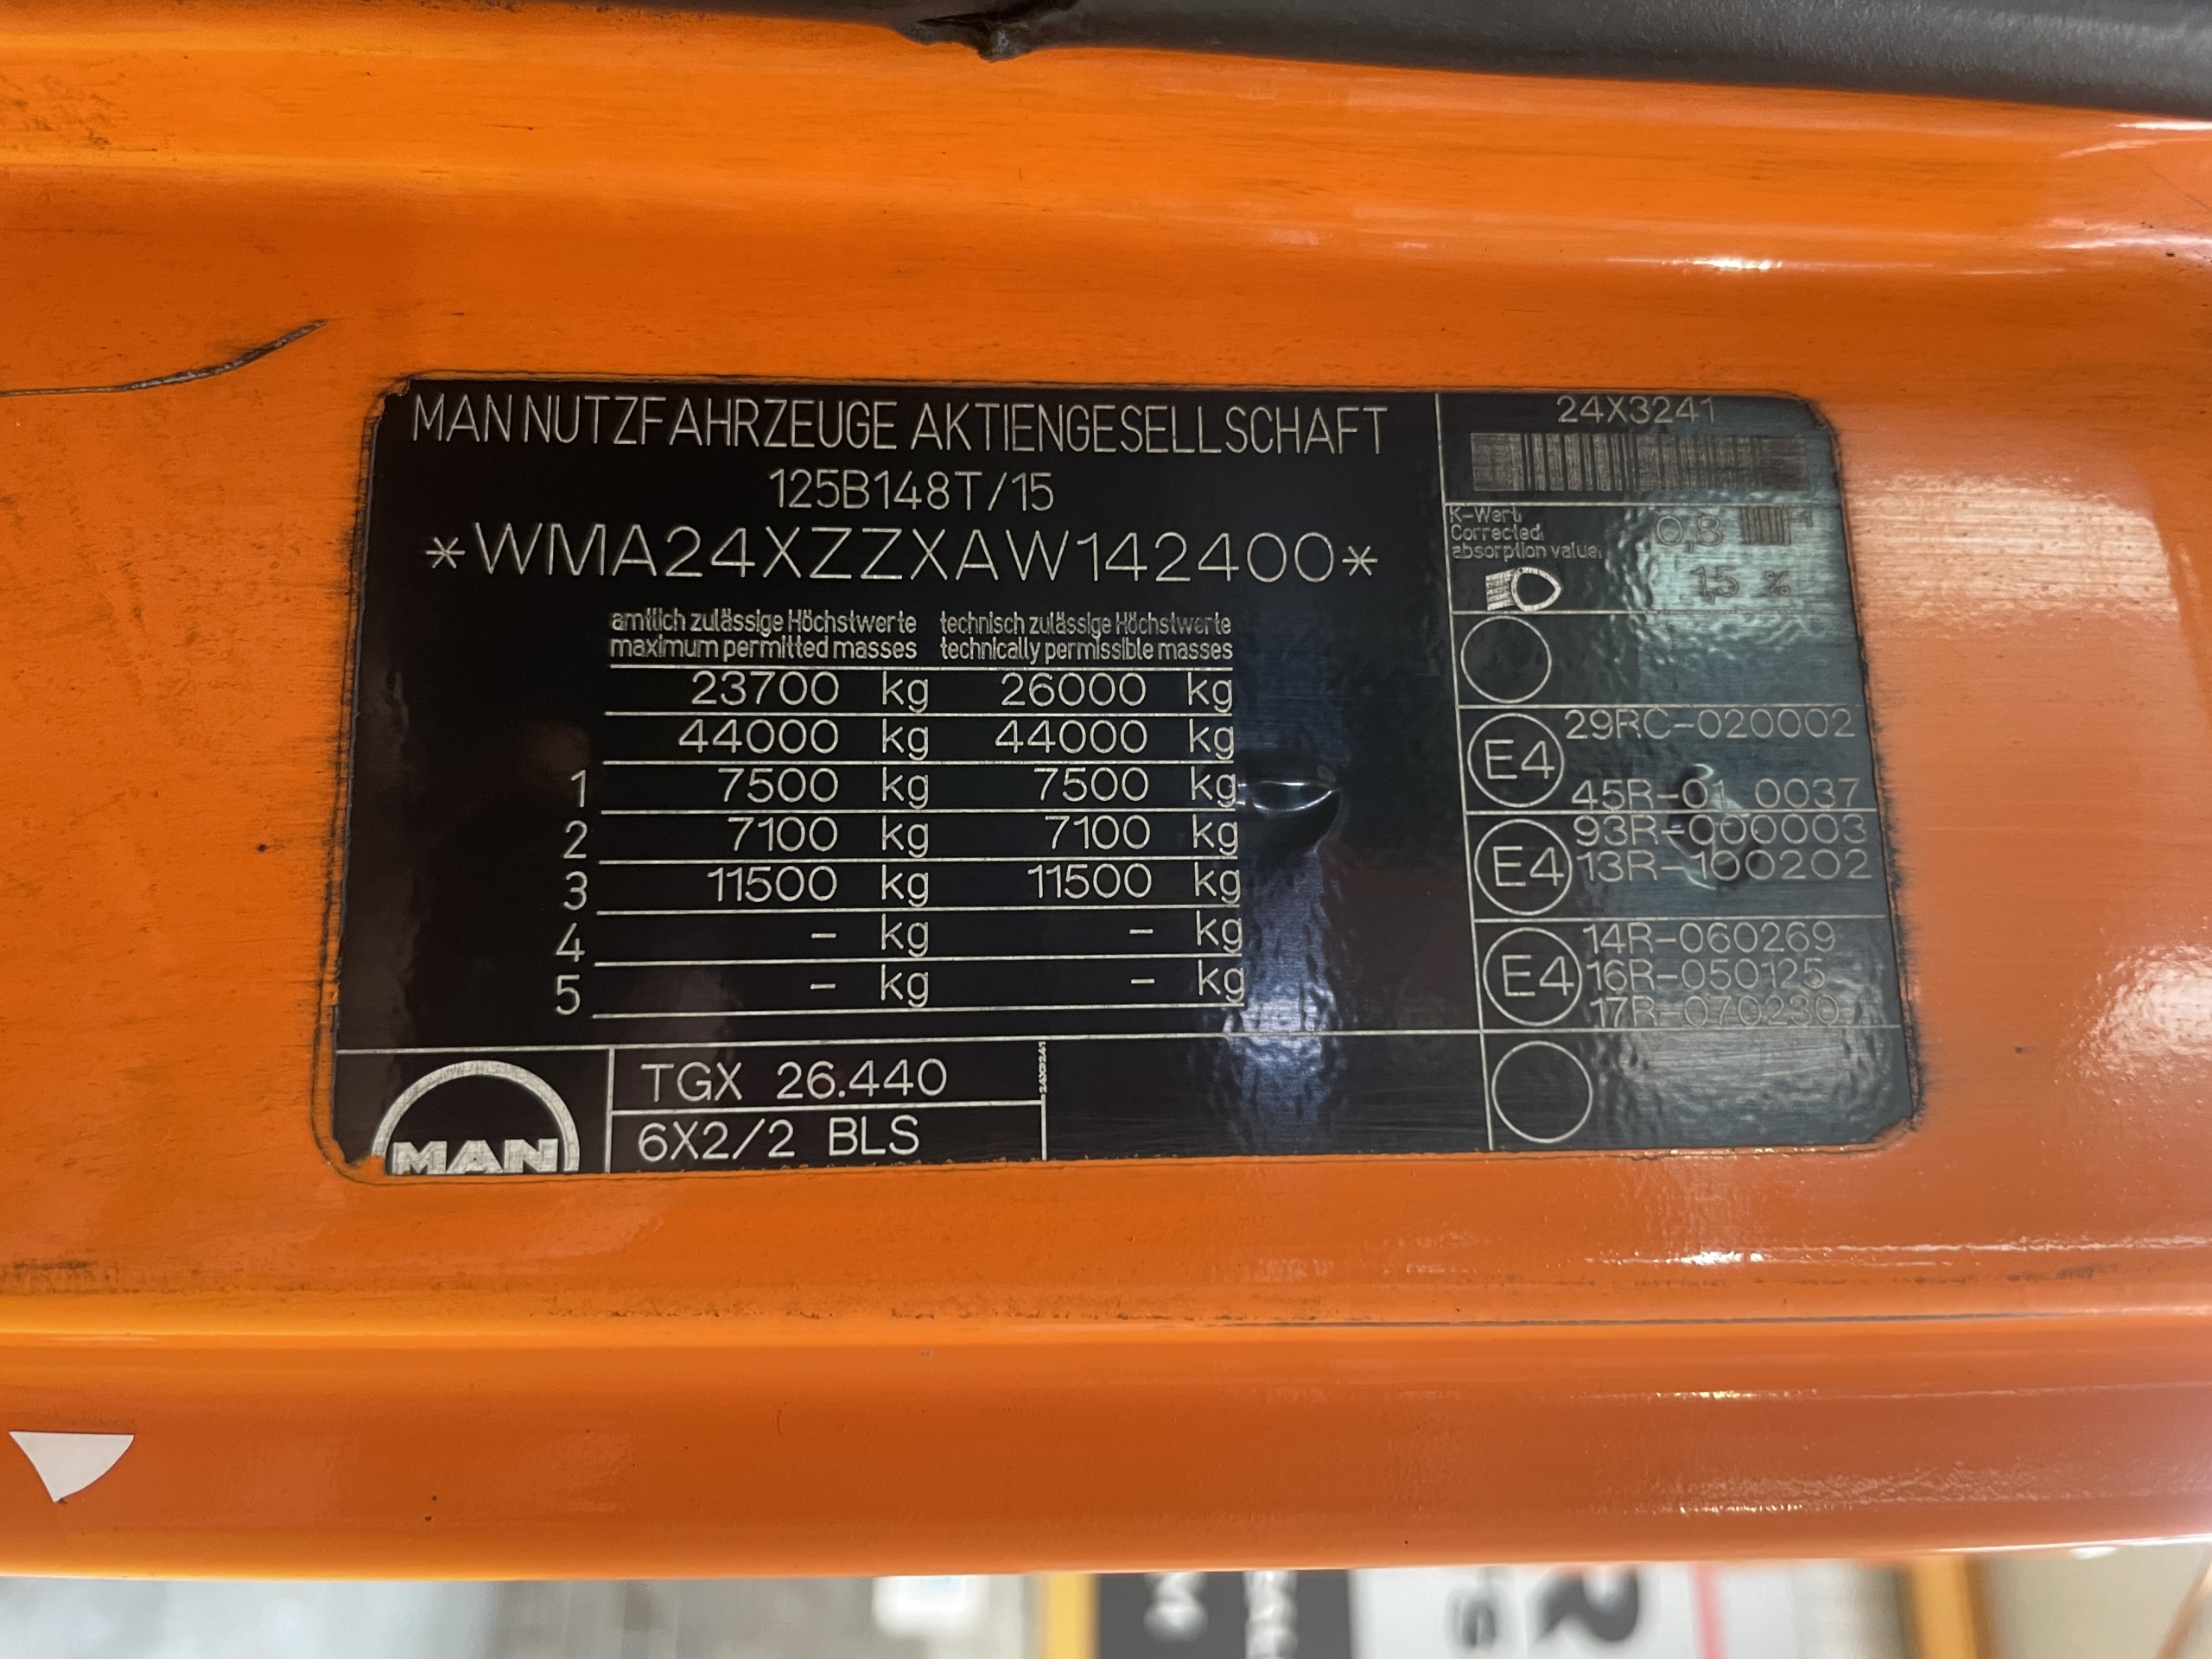 MAN NUTZFAHRZEUGE AKTIENGESELLSCHAFT
125B148T/15
*WMA24XZZXAW142400*
amtlich zulässige Höchstwerte technisch zulässige Höchstwerte
maximum permitted masses technically permissible masses
23700 kg 26000 kg
44000 kg 44000 kg
1 7500 kg 7500 kg
2 7100 kg 7100 kg
3 11500 kg 11500 kg
4 - kg - kg
5 - kg - kg
MAN
TGX 26.440
6X2/2 BLS
24X3241
24X3241
K-Wert:
Corrected
absorption value:
0,8
1,5 %
E4
29RC-020002
45R-01 0037
E4
93R-000003
13R-100202
E4
14R-060269
16R-050125
17R-070230
R